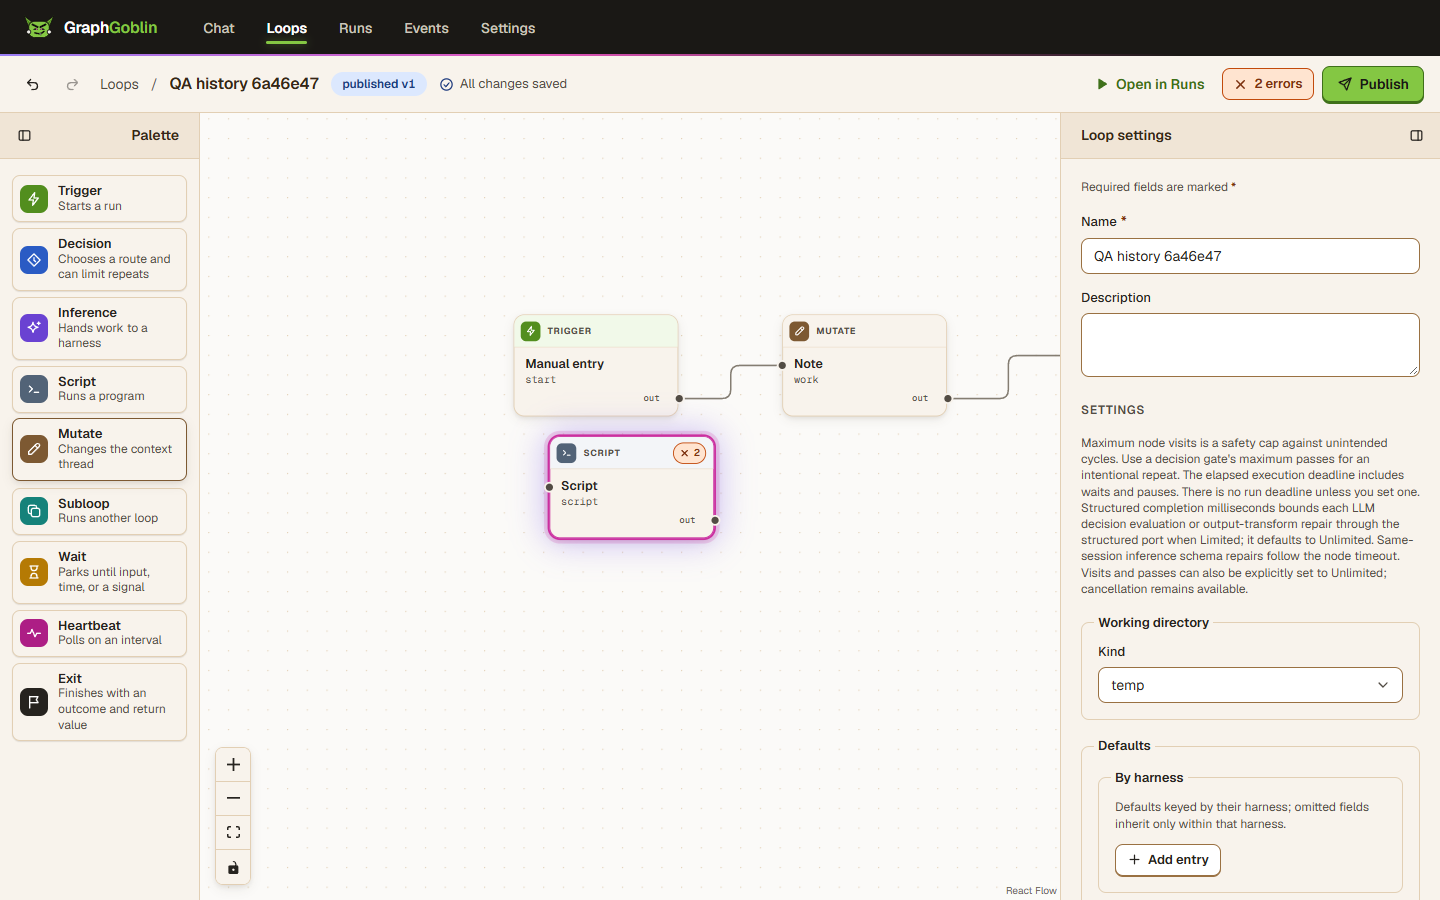 GraphGoblin
Chat
Loops
Runs
Events
Settings
Loops / QA history 6a46e47
published v1
All changes saved
Open in Runs
2 errors
Publish
Palette
Trigger
Starts a run
Decision
Chooses a route and
can limit repeats
Inference
Hands work to a
harness
Script
Runs a program
Mutate
Changes the context
thread
Subloop
Runs another loop
Wait
Parks until input,
time, or a signal
Heartbeat
Polls on an interval
Exit
Finishes with an
outcome and return
value
TRIGGER
Manual entry
start
out
MUTATE
Note
work
out
SCRIPT
2
Script
script
out
React Flow
Loop settings
Required fields are marked *
Name *
QA history 6a46e47
Description
SETTINGS
Maximum node visits is a safety cap against unintended
cycles. Use a decision gate's maximum passes for an
intentional repeat. The elapsed execution deadline includes
waits and pauses. There is no run deadline unless you set one.
Structured completion milliseconds bounds each LLM
decision evaluation or output-transform repair through the
structured port when Limited; it defaults to Unlimited. Same-
session inference schema repairs follow the node timeout.
Visits and passes can also be explicitly set to Unlimited;
cancellation remains available.
Working directory
Kind
temp
Defaults
By harness
Defaults keyed by their harness; omitted fields
inherit only within that harness.
Add entry